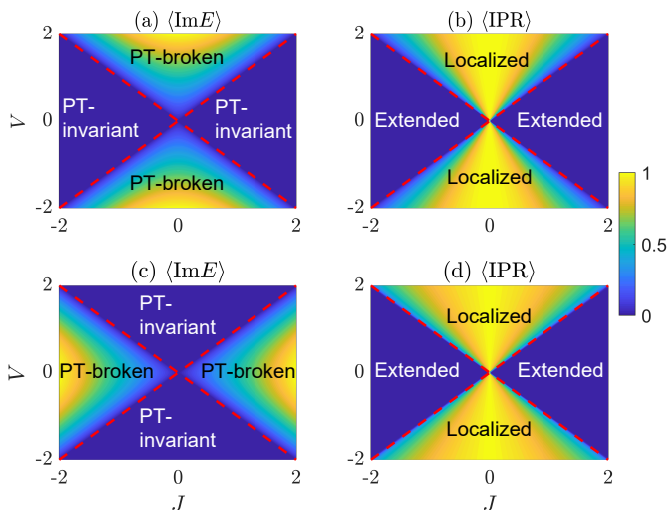 (a) ⟨ImE⟩
(b) ⟨IPR⟩
2
PT-broken
PT-
invariant
PT-
invariant
V
0
PT-broken
-2
-2
0
2
2
Localized
Extended
Extended
0
Localized
-2
-2
0
2
1
0.5
0
(c) ⟨ImE⟩
(d) ⟨IPR⟩
2
PT-
invariant
PT-broken
PT-broken
V
0
PT-
invariant
-2
-2
0
2
J
2
Localized
Extended
Extended
0
Localized
-2
-2
0
2
J